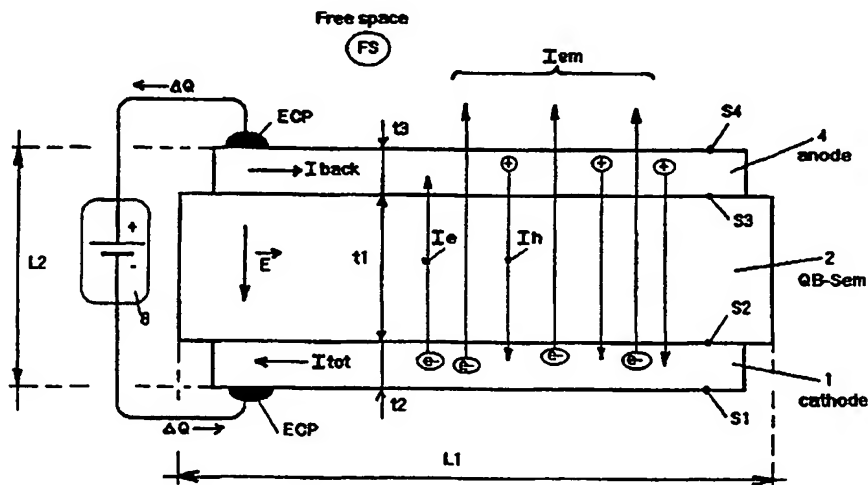 Free space
FS
Iem
ΔQ
ECP
t3
S4
4
anode
Iback
S3
+
-
8
L2
E
t1
Ie
Ih
2
QB-Sem
S2
Itot
e-
e-
e-
e-
+
+
+
1
cathode
t2
S1
ΔQ
ECP
L1